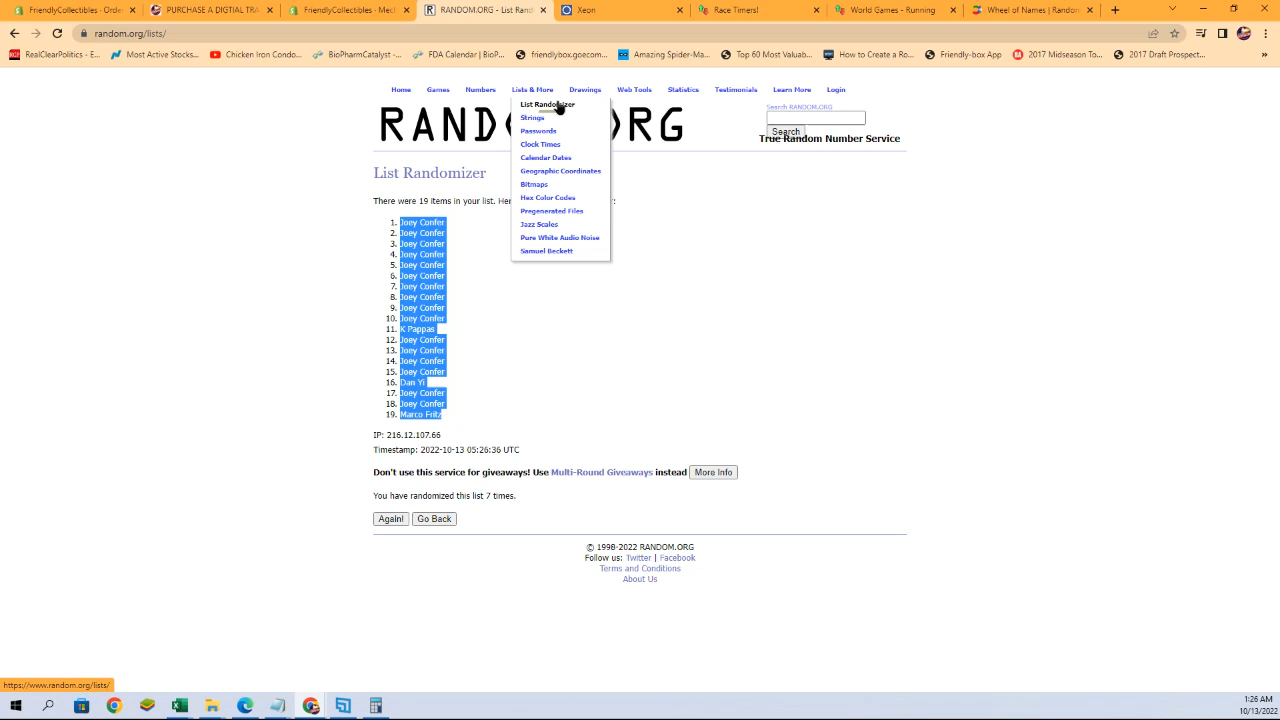 FriendlyCollectibles - Ord
PURCHASE A DIGTIAL TRA
FriendlyCollectibles - M
RANDOM.ORG - List Rand
Xeon
Race Timers!
World Games - Running
Wheel of Names | Rando
random.org/lists/
RealClearPolitics - E...
Most Active Stocks...
Chicken Iron Condo...
BioPharmCatalyst -...
FDA Calendar | BioP...
friendlybox.goecom...
Amazing Spider-Ma...
Top 60 Most Valuab...
How to Create a Ro...
Friendly-box App
2017 Midseason To...
2017 Draft Prospect...
Home
Games
Numbers
Lists & More
Drawings
Web Tools
Statistics
Testimonials
Learn More
Login
List Randomizer
Strings
Passwords
Clock Times
Calendar Dates
Geographic Coordinates
Bitmaps
Hex Color Codes
Pregenerated Files
Jazz Scales
Pure White Audio Noise
Samuel Beckett
Search RANDOM.ORG
Search
True Random Number Service
List Randomizer
There were 19 items in your list. He
1. Joey Confer
2. Joey Confer
3. Joey Confer
4. Joey Confer
5. Joey Confer
6. Joey Confer
7. Joey Confer
8. Joey Confer
9. Joey Confer
10. Joey Confer
11. K Pappas
12. Joey Confer
13. Joey Confer
14. Joey Confer
15. Joey Confer
16. Dan Yi
17. Joey Confer
18. Joey Confer
19. Marco Fritz
IP: 216.12.107.66
Timestamp: 2022-10-13 05:26:36 UTC
Don't use this service for giveaways! Use Multi-Round Giveaways instead More Info
You have randomized this list 7 times.
Again! Go Back
© 1998-2022 RANDOM.ORG
Follow us: Twitter | Facebook
Terms and Conditions
About Us
https://www.random.org/lists/
1:26 AM
10/13/2022